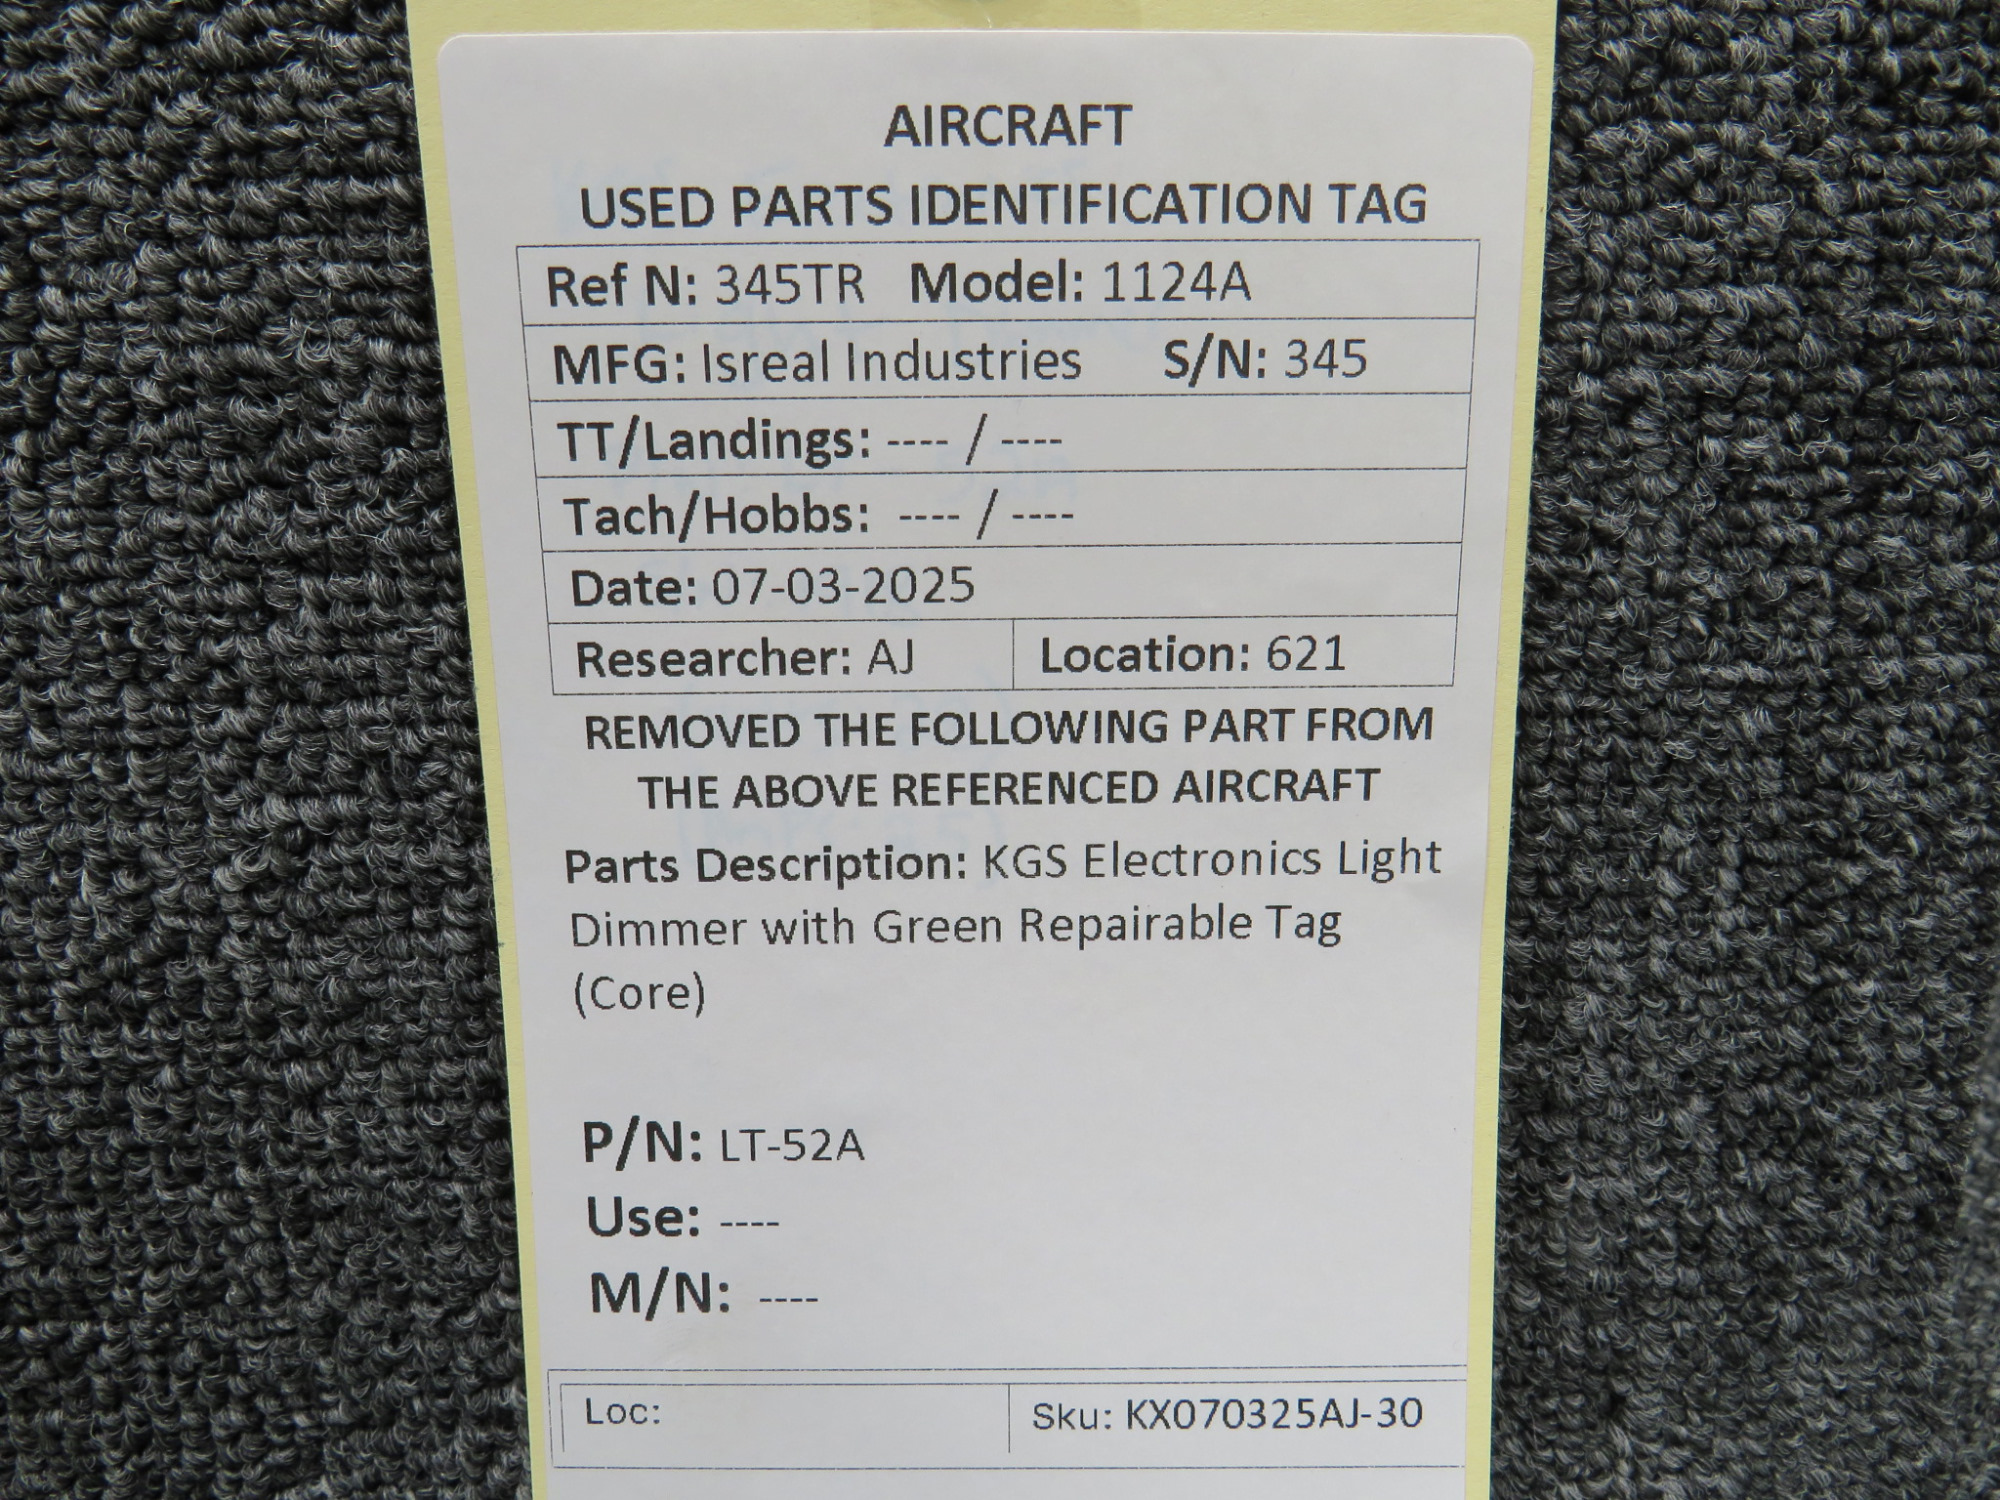 AIRCRAFT
USED PARTS IDENTIFICATION TAG
Ref N: 345TR Model: 1124A
MFG: Isreal Industries S/N: 345
TT/Landings: ---- / ----
Tach/Hobbs: ---- / ----
Date: 07-03-2025
Researcher: AJ Location: 621
REMOVED THE FOLLOWING PART FROM
THE ABOVE REFERENCED AIRCRAFT
Parts Description: KGS Electronics Light
Dimmer with Green Repairable Tag
(Core)
P/N: LT-52A
Use: ----
M/N: ----
Loc: Sku: KX070325AJ-30